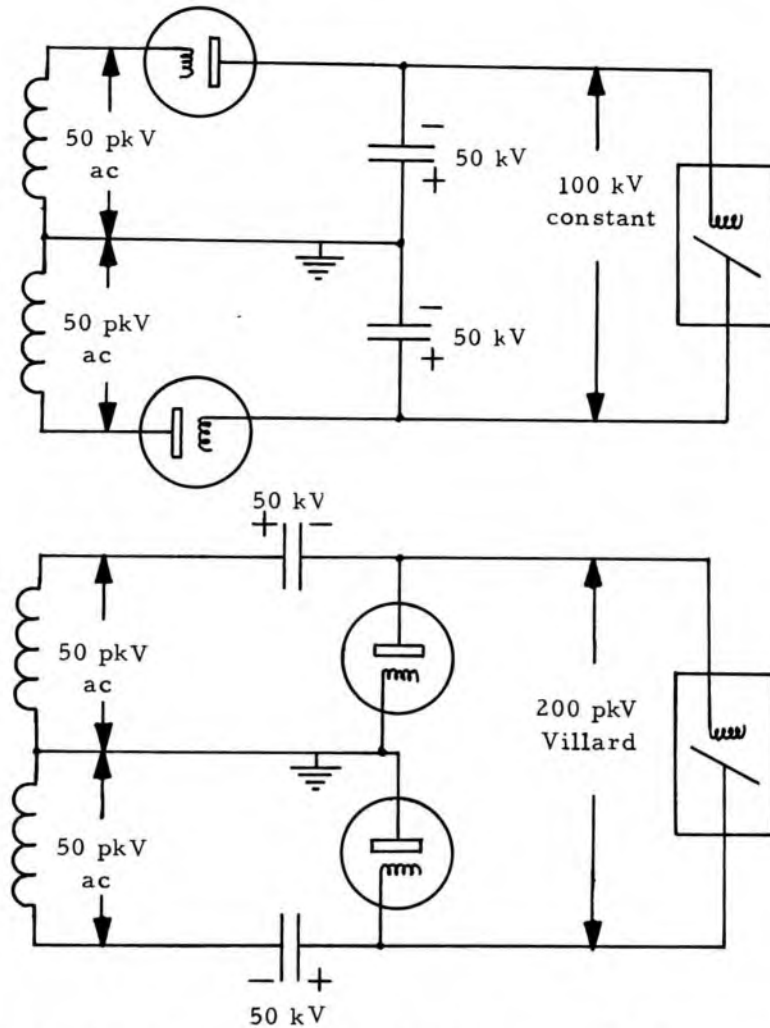 50 pkV
ac
−
50 kV
+
100 kV
constant
50 pkV
ac
−
50 kV
+
50 kV
+ −
50 pkV
ac
200 pkV
Villard
50 pkV
ac
− +
50 kV